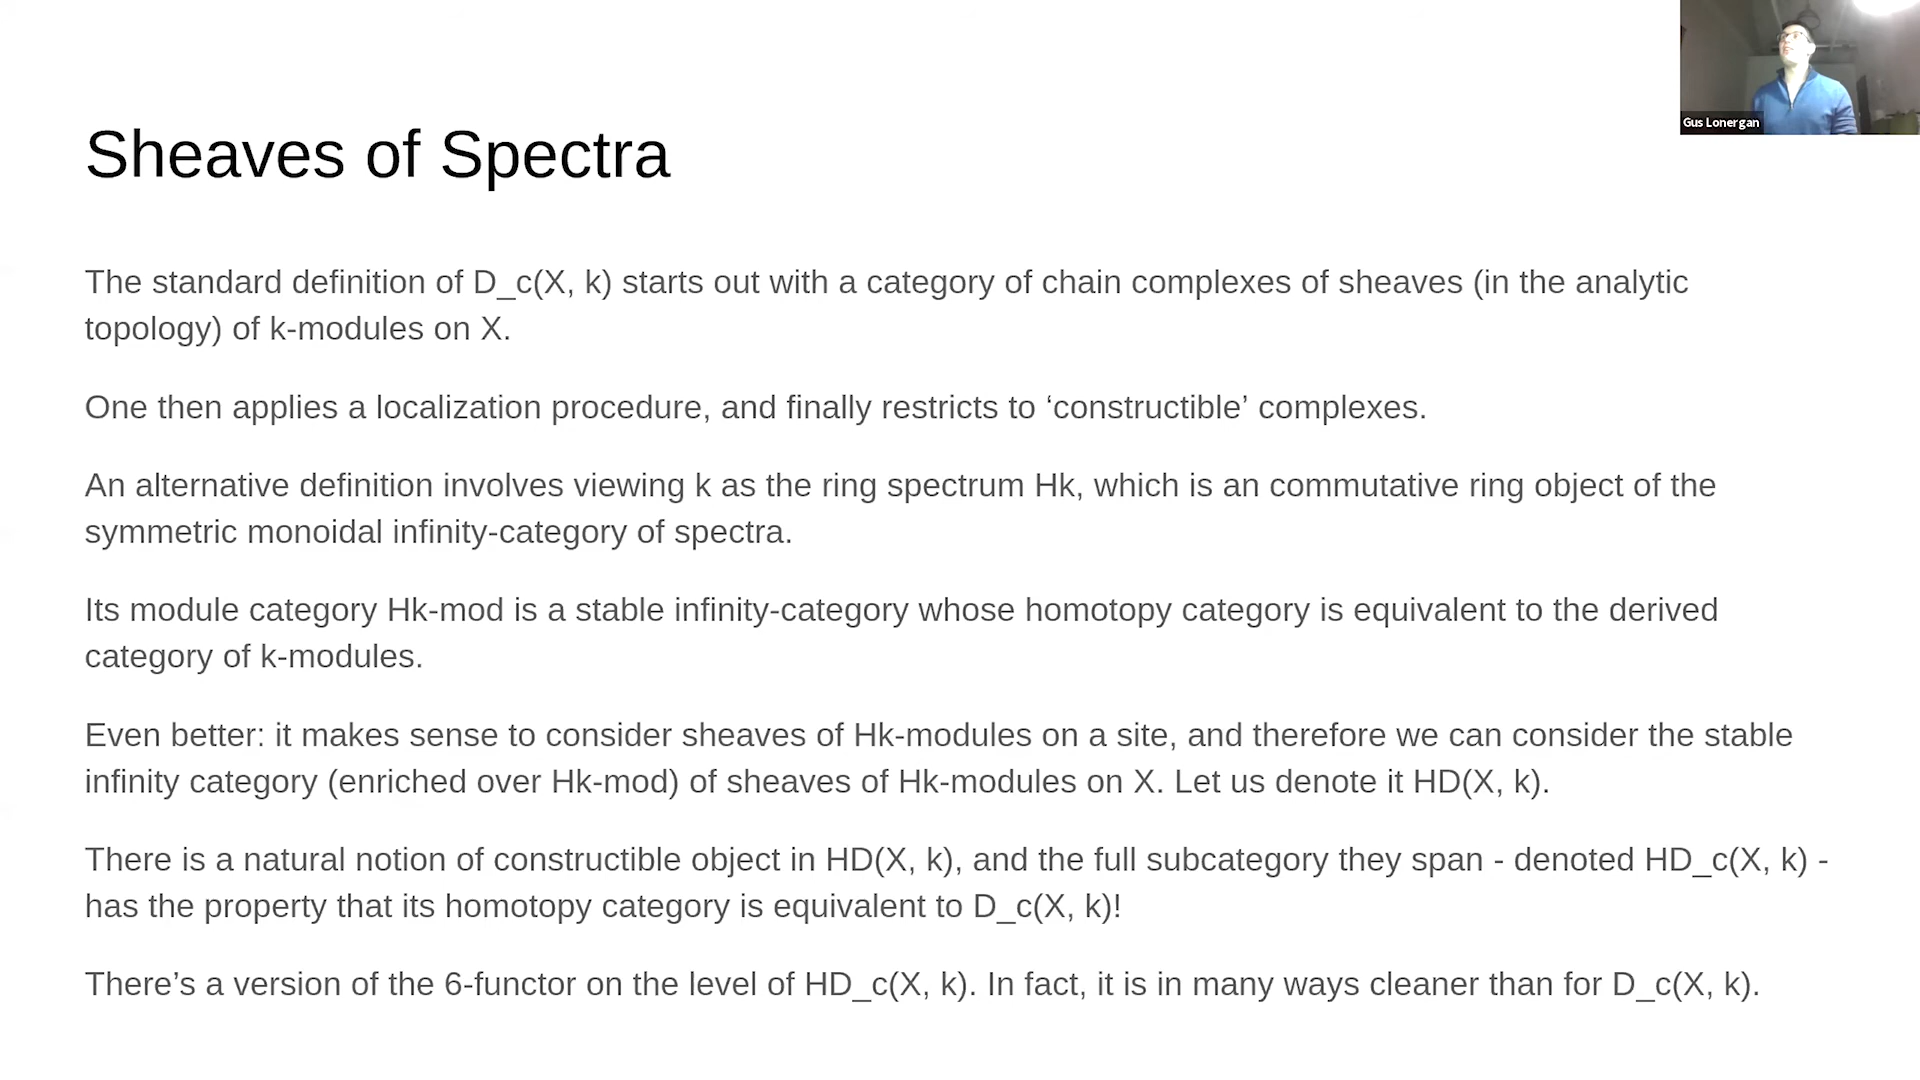 Gus Lonergan
Sheaves of Spectra
The standard definition of D_c(X, k) starts out with a category of chain complexes of sheaves (in the analytic
topology) of k-modules on X.
One then applies a localization procedure, and finally restricts to ‘constructible’ complexes.
An alternative definition involves viewing k as the ring spectrum Hk, which is an commutative ring object of the
symmetric monoidal infinity-category of spectra.
Its module category Hk-mod is a stable infinity-category whose homotopy category is equivalent to the derived
category of k-modules.
Even better: it makes sense to consider sheaves of Hk-modules on a site, and therefore we can consider the stable
infinity category (enriched over Hk-mod) of sheaves of Hk-modules on X. Let us denote it HD(X, k).
There is a natural notion of constructible object in HD(X, k), and the full subcategory they span - denoted HD_c(X, k) -
has the property that its homotopy category is equivalent to D_c(X, k)!
There’s a version of the 6-functor on the level of HD_c(X, k). In fact, it is in many ways cleaner than for D_c(X, k).